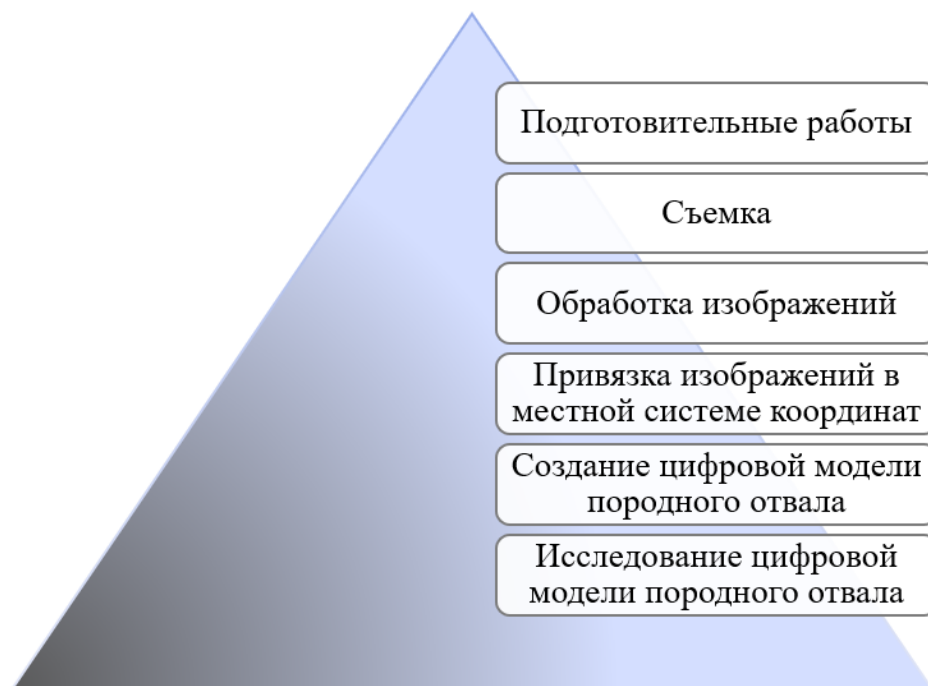 Подготовительные работы
Съемка
Обработка изображений
Привязка изображений в
местной системе координат
Создание цифровой модели
породного отвала
Исследование цифровой
модели породного отвала